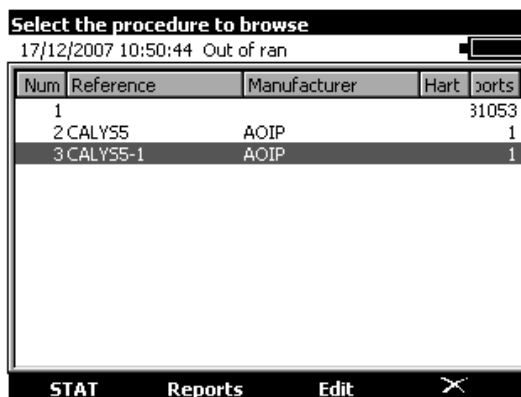 Select the procedure to browse
17/12/2007 10:50:44 Out of ran
Num Reference Manufacturer Hart ports
1 31053
2 CALYS5 AOIP 1
3 CALYS5-1 AOIP 1
STAT Reports Edit